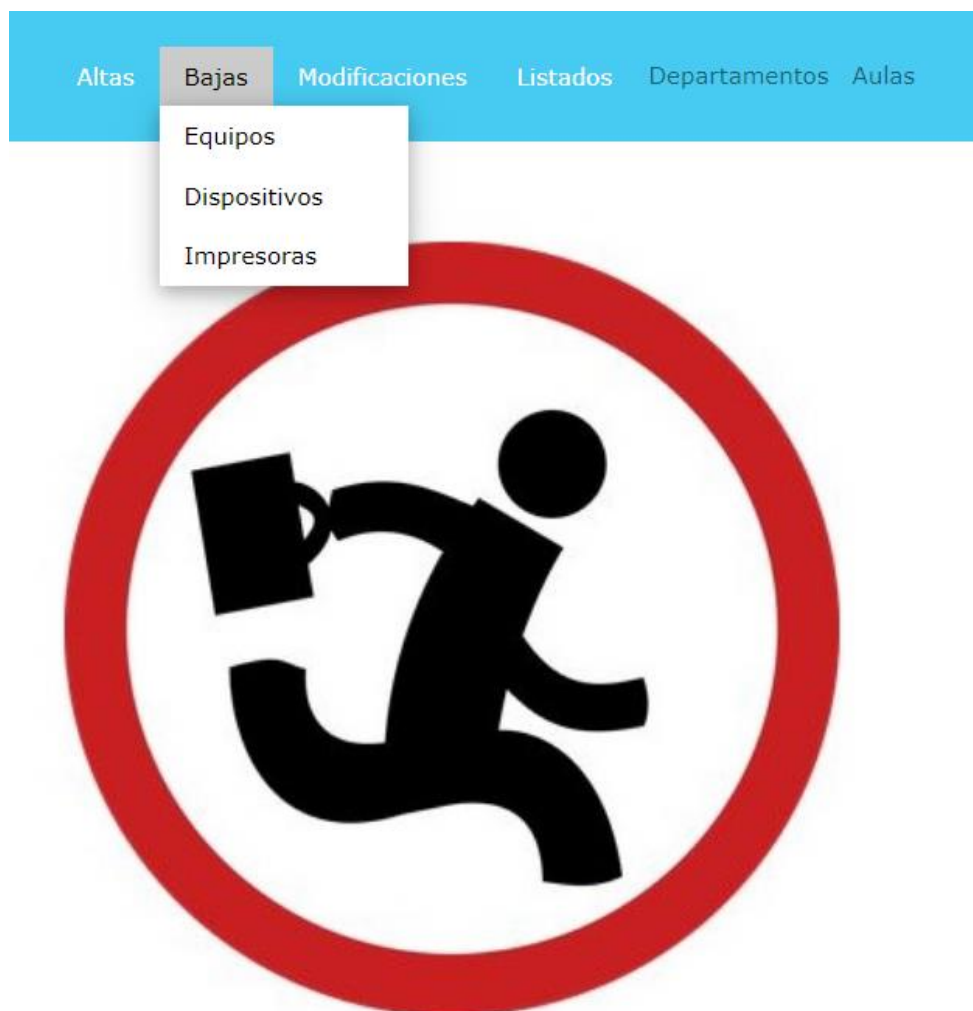 Altas Bajas Modificaciones Listados Departamentos Aulas
Equipos
Dispositivos
Impresoras